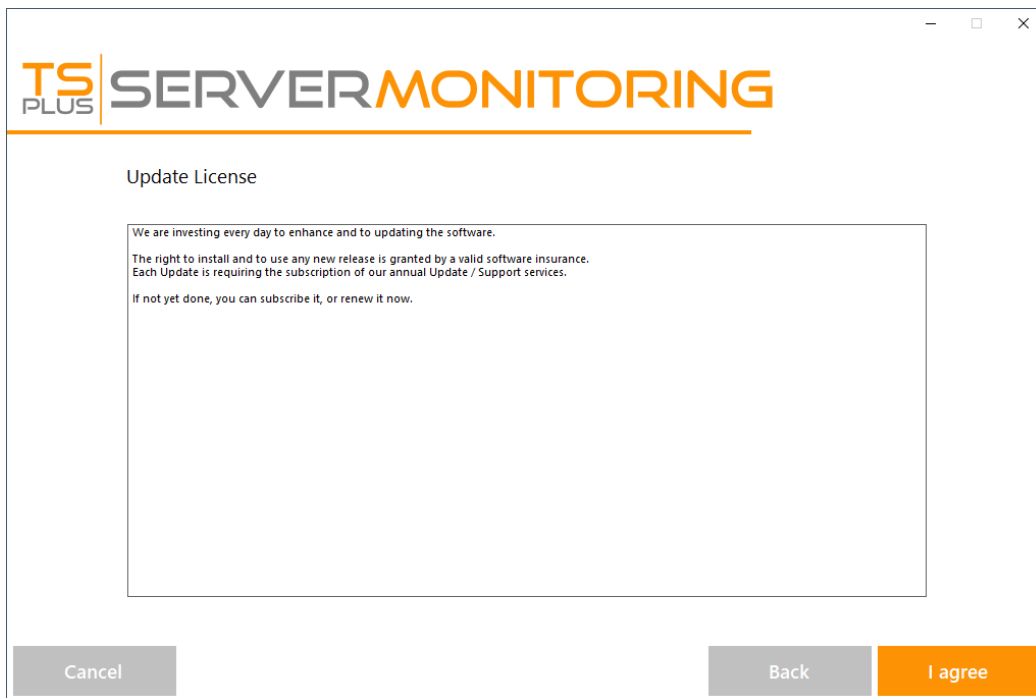 TS
PLUS
SERVERMONITORING
Update License
We are investing every day to enhance and to updating the software.
The right to install and to use any new release is granted by a valid software insurance.
Each Update is requiring the subscription of our annual Update / Support services.
If not yet done, you can subscribe it, or renew it now.
Cancel
Back
I agree